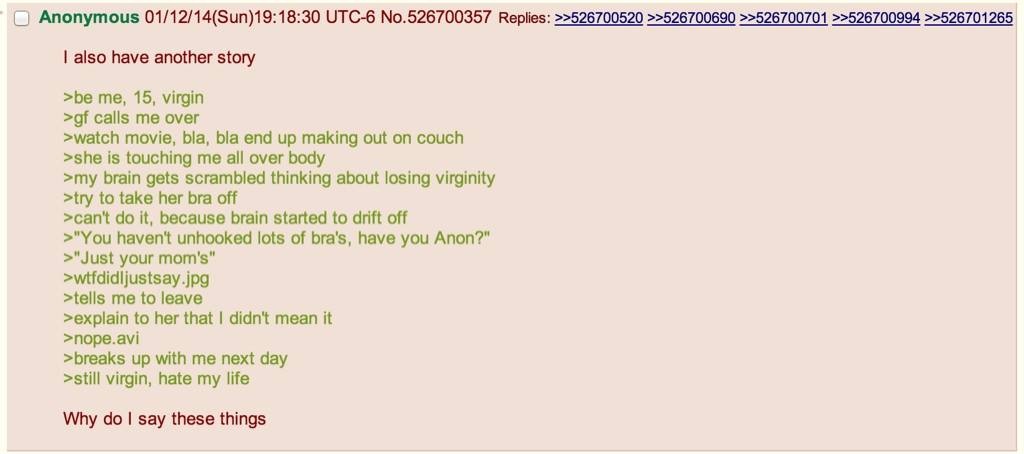 Anonymous 01/12/14(Sun)19:18:30 UTC-6 No.526700357 Replies: >>526700520 >>526700690 >>526700701 >>526700994 >>526701265
I also have another story
>be me, 15, virgin
>gf calls me over
>watch movie, bla, bla end up making out on couch
>she is touching me all over body
>my brain gets scrambled thinking about losing virginity
>try to take her bra off
>can't do it, because brain started to drift off
>"You haven't unhooked lots of bra's, have you Anon?"
>"Just your mom's"
>wtfdidIjustsay.jpg
>tells me to leave
>explain to her that I didn't mean it
>nope.avi
>breaks up with me next day
>still virgin, hate my life
Why do I say these things